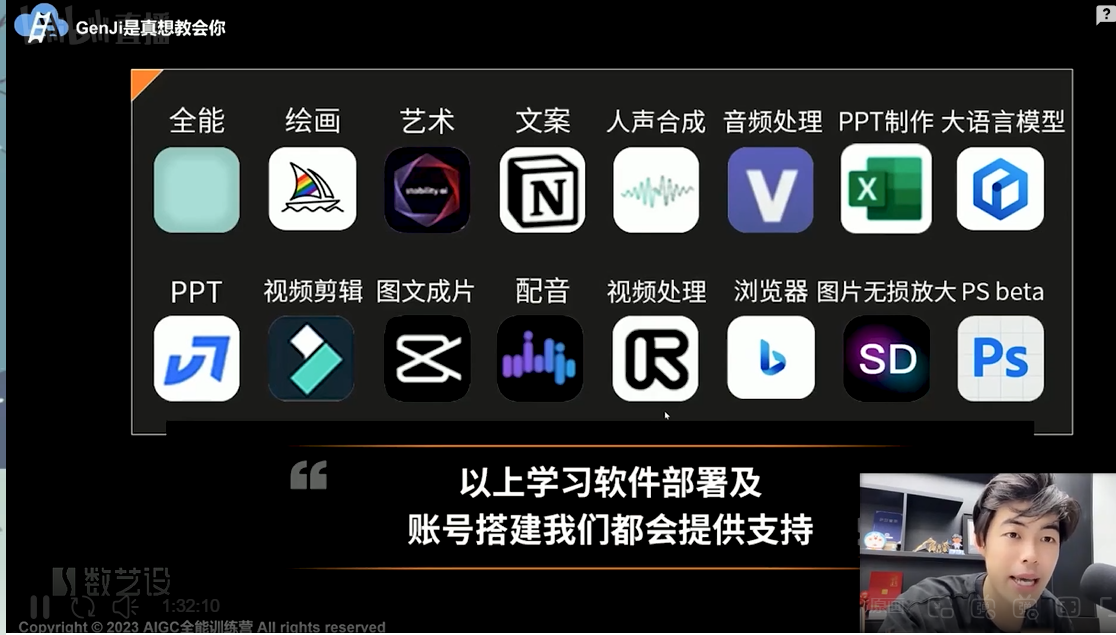 GenJi是真想教会你
全能 绘画 艺术 文案 人声合成 音频处理 PPT制作 大语言模型
stability ai
N
V
X
PPT 视频剪辑 图文成片 配音 视频处理 浏览器 图片无损放大 PS beta
SD
Ps
以上学习软件部署及
账号搭建我们都会提供支持
数艺设
1:32:10
Copyright © 2023 AIGC全能训练营 All rights reserved